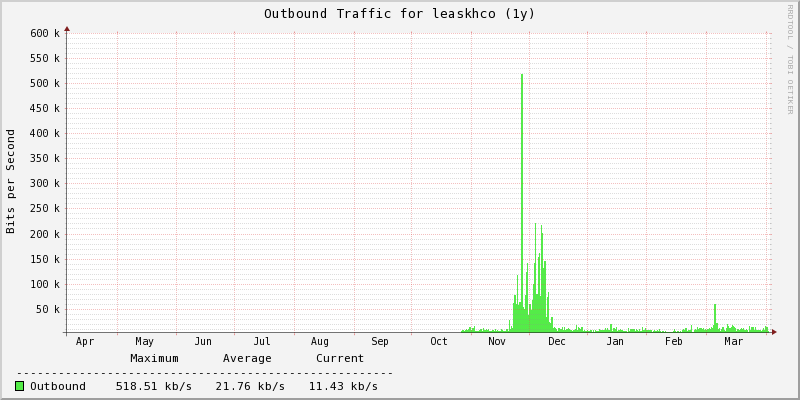 Outbound Traffic for leaskhco (1y)
RRDTOOL / TOBI OETIKER
Bits per Second
600 k
550 k
500 k
450 k
400 k
350 k
300 k
250 k
200 k
150 k
100 k
50 k
Apr May Jun Jul Aug Sep Oct Nov Dec Jan Feb Mar
Maximum Average Current
Outbound 518.51 kb/s 21.76 kb/s 11.43 kb/s